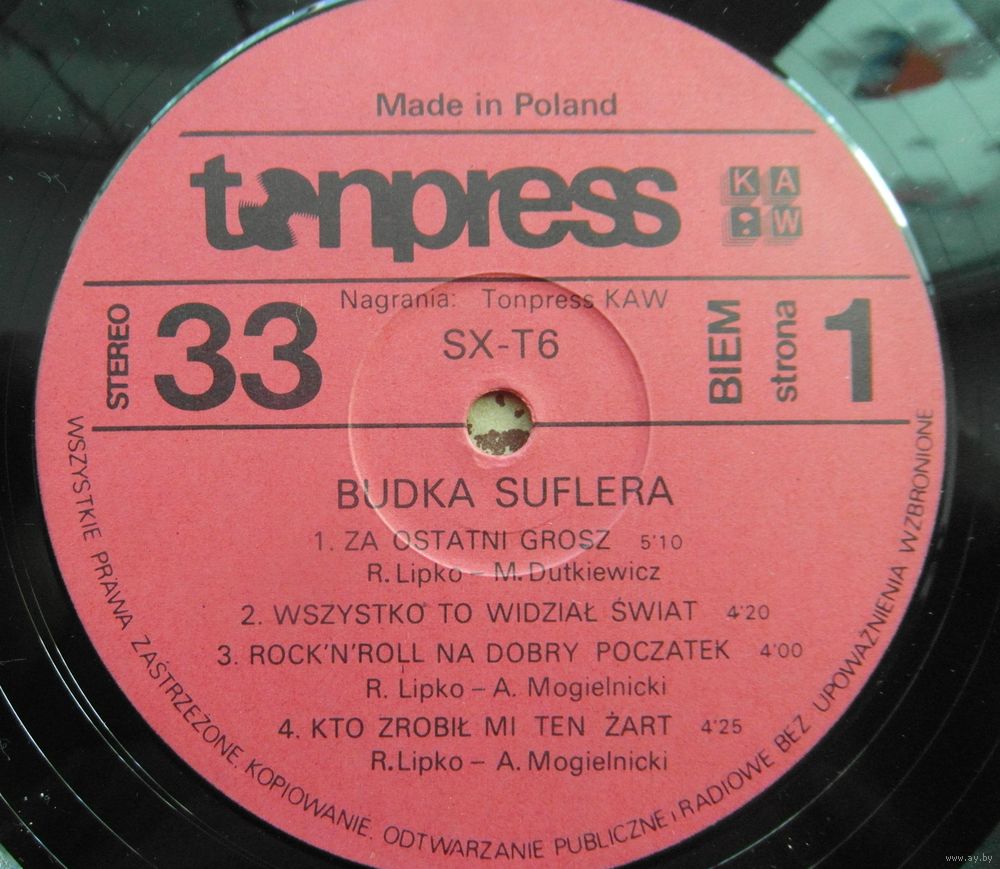 Made in Poland
tonpress
K A
W
Nagrania: Tonpress KAW
STEREO
33
SX-T6
BIEM
strona
1
BUDKA SUFLERA
1. ZA OSTATNI GROSZ 5'10
R. Lipko – M. Dutkiewicz
2. WSZYSTKO TO WIDZIAŁ ŚWIAT 4'20
3. ROCK'N'ROLL NA DOBRY POCZATEK 4'00
R. Lipko – A. Mogielnicki
4. KTO ZROBIŁ MI TEN ŻART 4'25
R. Lipko – A. Mogielnicki
WSZYSTKIE PRAWA ZASTRZEŻONE. KOPIOWANIE. ODTWARZANIE PUBLICZNE i RADIOWE BEZ UPOWAŻNIENIA WZBRONIONE
www.ay.by